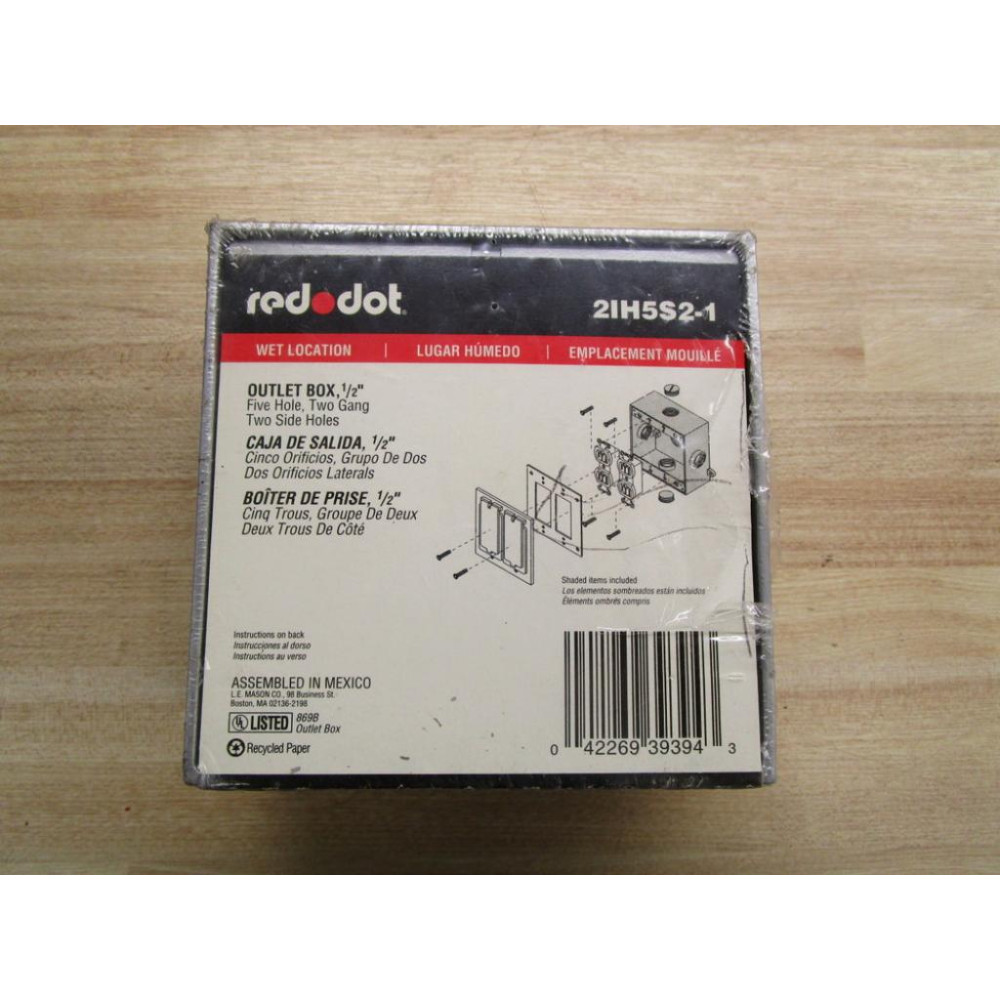 red dot
2IH5S2-1
WET LOCATION | LUGAR HÚMEDO | EMPLACEMENT MOUILLÉ
OUTLET BOX, 1/2"
Five Hole, Two Gang
Two Side Holes
CAJA DE SALIDA, 1/2"
Cinco Orificios, Grupo De Dos
Dos Orificios Laterals
BOÎTER DE PRISE, 1/2"
Cinq Trous, Groupe De Deux
Deux Trous De Côté
Shaded items included
Los elementos sombreados están incluidos
Éléments ombrés compris
Instructions on back
Instrucciones al dorso
Instructions au verso
ASSEMBLED IN MEXICO
L.E. MASON CO., 98 Business St.
Boston, MA 02136-2198
UL LISTED 869B
Outlet Box
Recycled Paper
0 42269 39394 3